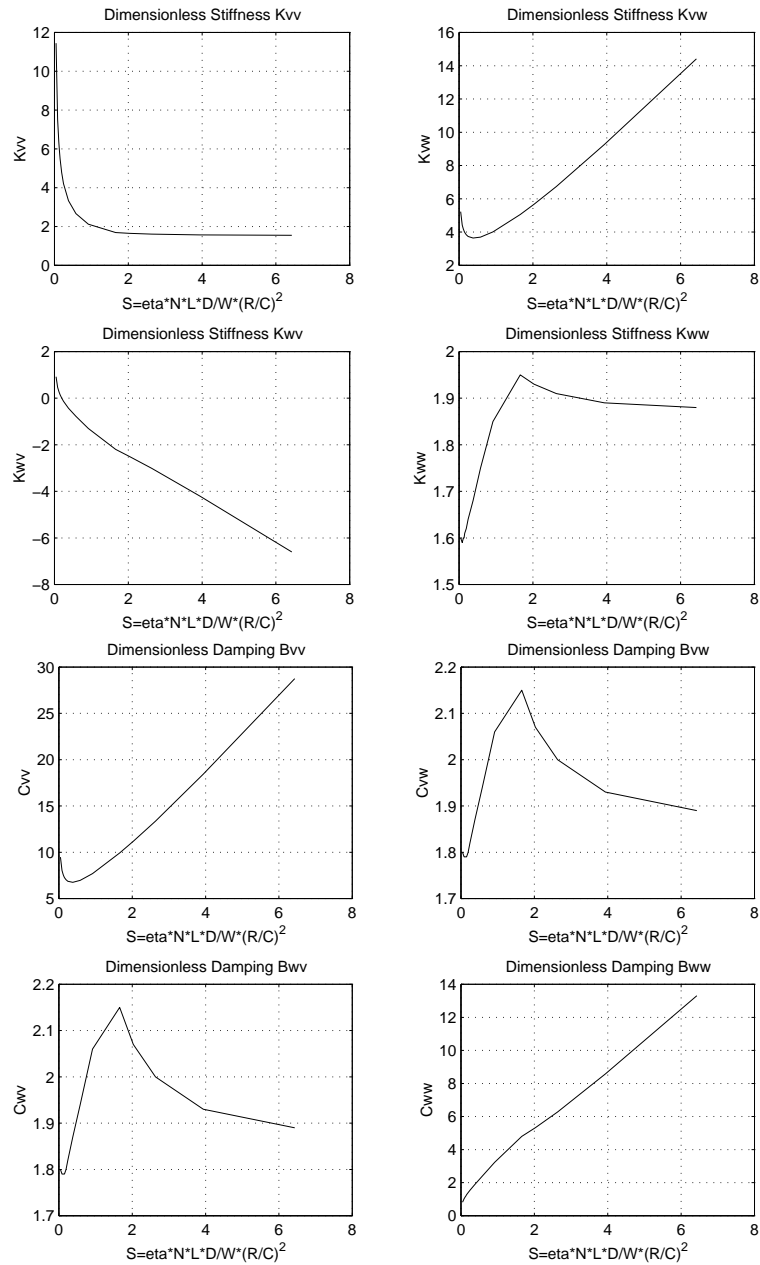 Dimensionless Stiffness Kvv
12
10
8
6
4
2
0
Kvv
0 2 4 6 8
S=eta*N*L*D/W*(R/C)^2
Dimensionless Stiffness Kvw
16
14
12
10
8
6
4
2
Kvw
0 2 4 6 8
S=eta*N*L*D/W*(R/C)^2
Dimensionless Stiffness Kwv
2
0
−2
−4
−6
−8
Kwv
0 2 4 6 8
S=eta*N*L*D/W*(R/C)^2
Dimensionless Stiffness Kww
2
1.9
1.8
1.7
1.6
1.5
Kww
0 2 4 6 8
S=eta*N*L*D/W*(R/C)^2
Dimensionless Damping Bvv
30
25
20
15
10
5
Cvv
0 2 4 6 8
S=eta*N*L*D/W*(R/C)^2
Dimensionless Damping Bvw
2.2
2.1
2
1.9
1.8
1.7
Cvw
0 2 4 6 8
S=eta*N*L*D/W*(R/C)^2
Dimensionless Damping Bwv
2.2
2.1
2
1.9
1.8
1.7
Cwv
0 2 4 6 8
S=eta*N*L*D/W*(R/C)^2
Dimensionless Damping Bww
14
12
10
8
6
4
2
0
Cww
0 2 4 6 8
S=eta*N*L*D/W*(R/C)^2